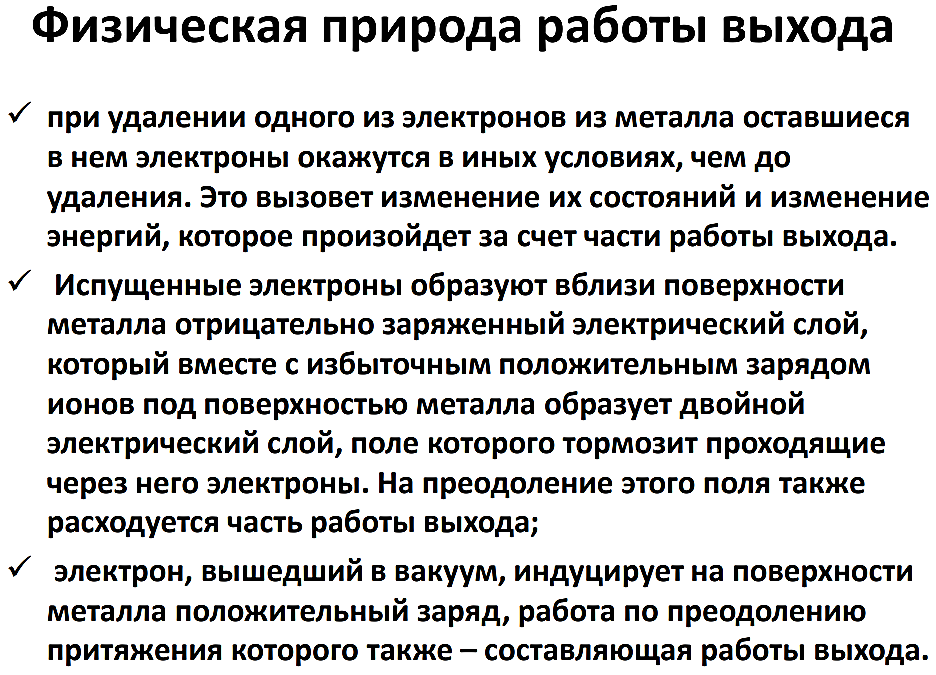 Физическая природа работы выхода
✓ при удалении одного из электронов из металла оставшиеся
в нем электроны окажутся в иных условиях, чем до
удаления. Это вызовет изменение их состояний и изменение
энергий, которое произойдет за счет части работы выхода.
✓ Испущенные электроны образуют вблизи поверхности
металла отрицательно заряженный электрический слой,
который вместе с избыточным положительным зарядом
ионов под поверхностью металла образует двойной
электрический слой, поле которого тормозит проходящие
через него электроны. На преодоление этого поля также
расходуется часть работы выхода;
✓ электрон, вышедший в вакуум, индуцирует на поверхности
металла положительный заряд, работа по преодолению
притяжения которого также – составляющая работы выхода.